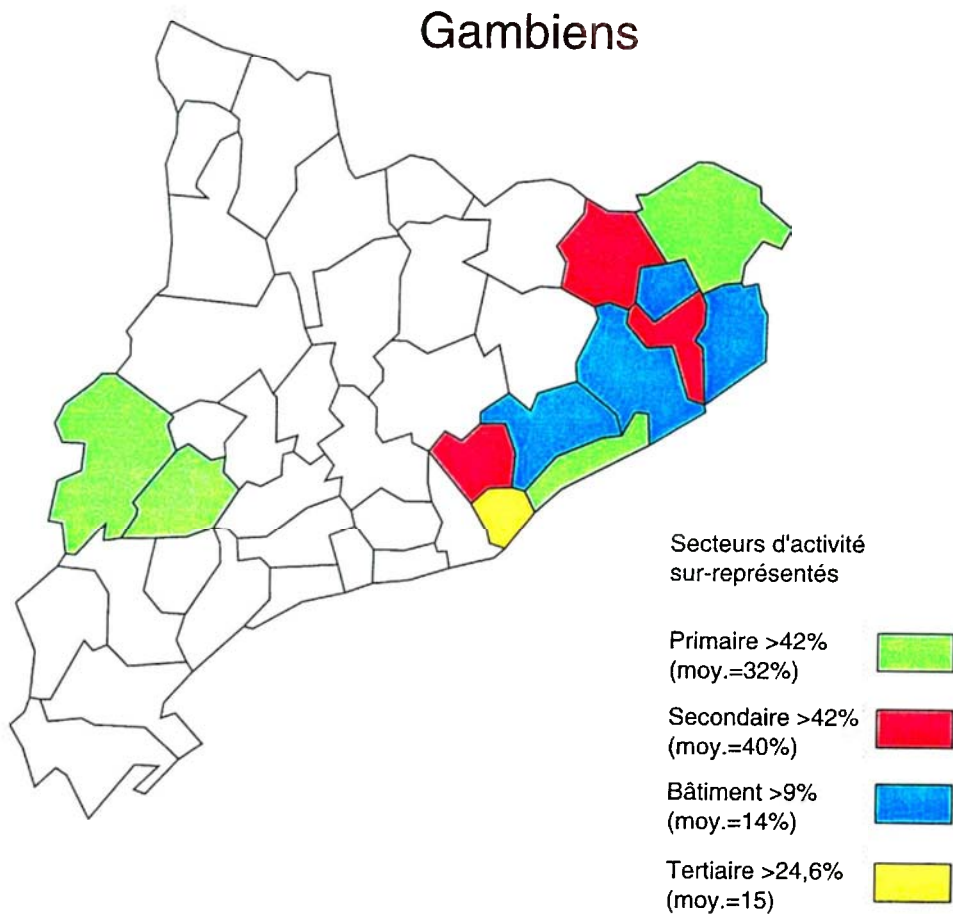 Gambiens
Secteurs d'activité
sur-représentés
Primaire >42%
(moy.=32%)
Secondaire >42%
(moy.=40%)
Bâtiment >9%
(moy.=14%)
Tertiaire >24,6%
(moy.=15)